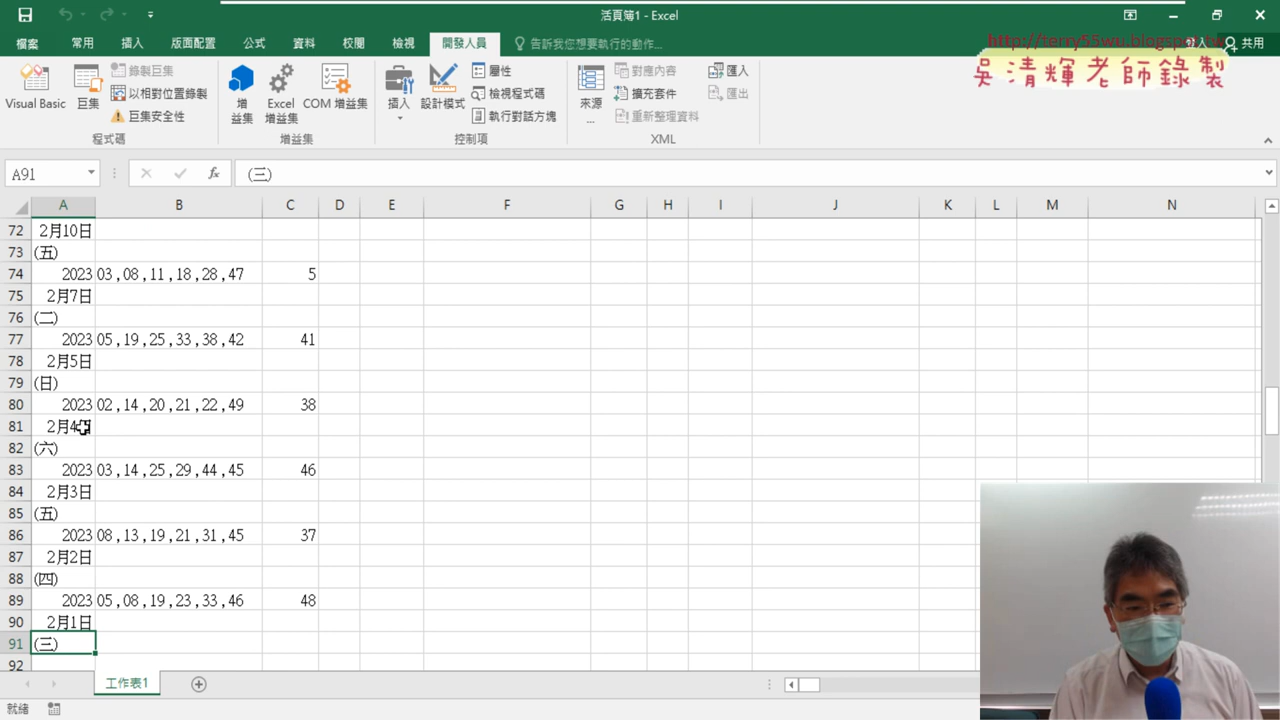 活頁簿1 - Excel
檔案 常用 插入 版面配置 公式 資料 校閱 檢視 開發人員 告訴我您想要執行的動作... 共用
http://terry55wu.blogspot.tw
吳清輝老師錄製
Visual Basic 巨集 錄製巨集
以相對位置錄製
巨集安全性
程式碼
增益集 Excel 增益集 COM 增益集
增益集
插入 設計模式 屬性
檢視程式碼
執行對話方塊
控制項
來源 ... 對應內容 匯入
擴充套件 匯出
重新整理資料
XML
A91 fx (三)
A B C D E F G H I J K L M N
72 2月10日
73 (五)
74 2023 03 ,08 ,11 ,18 ,28 ,47 5
75 2月7日
76 (二)
77 2023 05 ,19 ,25 ,33 ,38 ,42 41
78 2月5日
79 (日)
80 2023 02 ,14 ,20 ,21 ,22 ,49 38
81 2月4日
82 (六)
83 2023 03 ,14 ,25 ,29 ,44 ,45 46
84 2月3日
85 (五)
86 2023 08 ,13 ,19 ,21 ,31 ,45 37
87 2月2日
88 (四)
89 2023 05 ,08 ,19 ,23 ,33 ,46 48
90 2月1日
91 (三)
92
工作表1
就緒